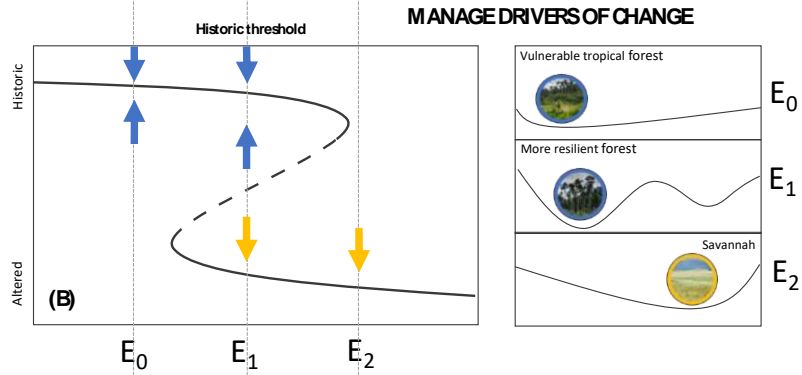 MANAGE DRIVERS OF CHANGE
Historic threshold
Historic
Altered
(B)
E0
E1
E2
Vulnerable tropical forest
E0
More resilient forest
E1
Savannah
E2